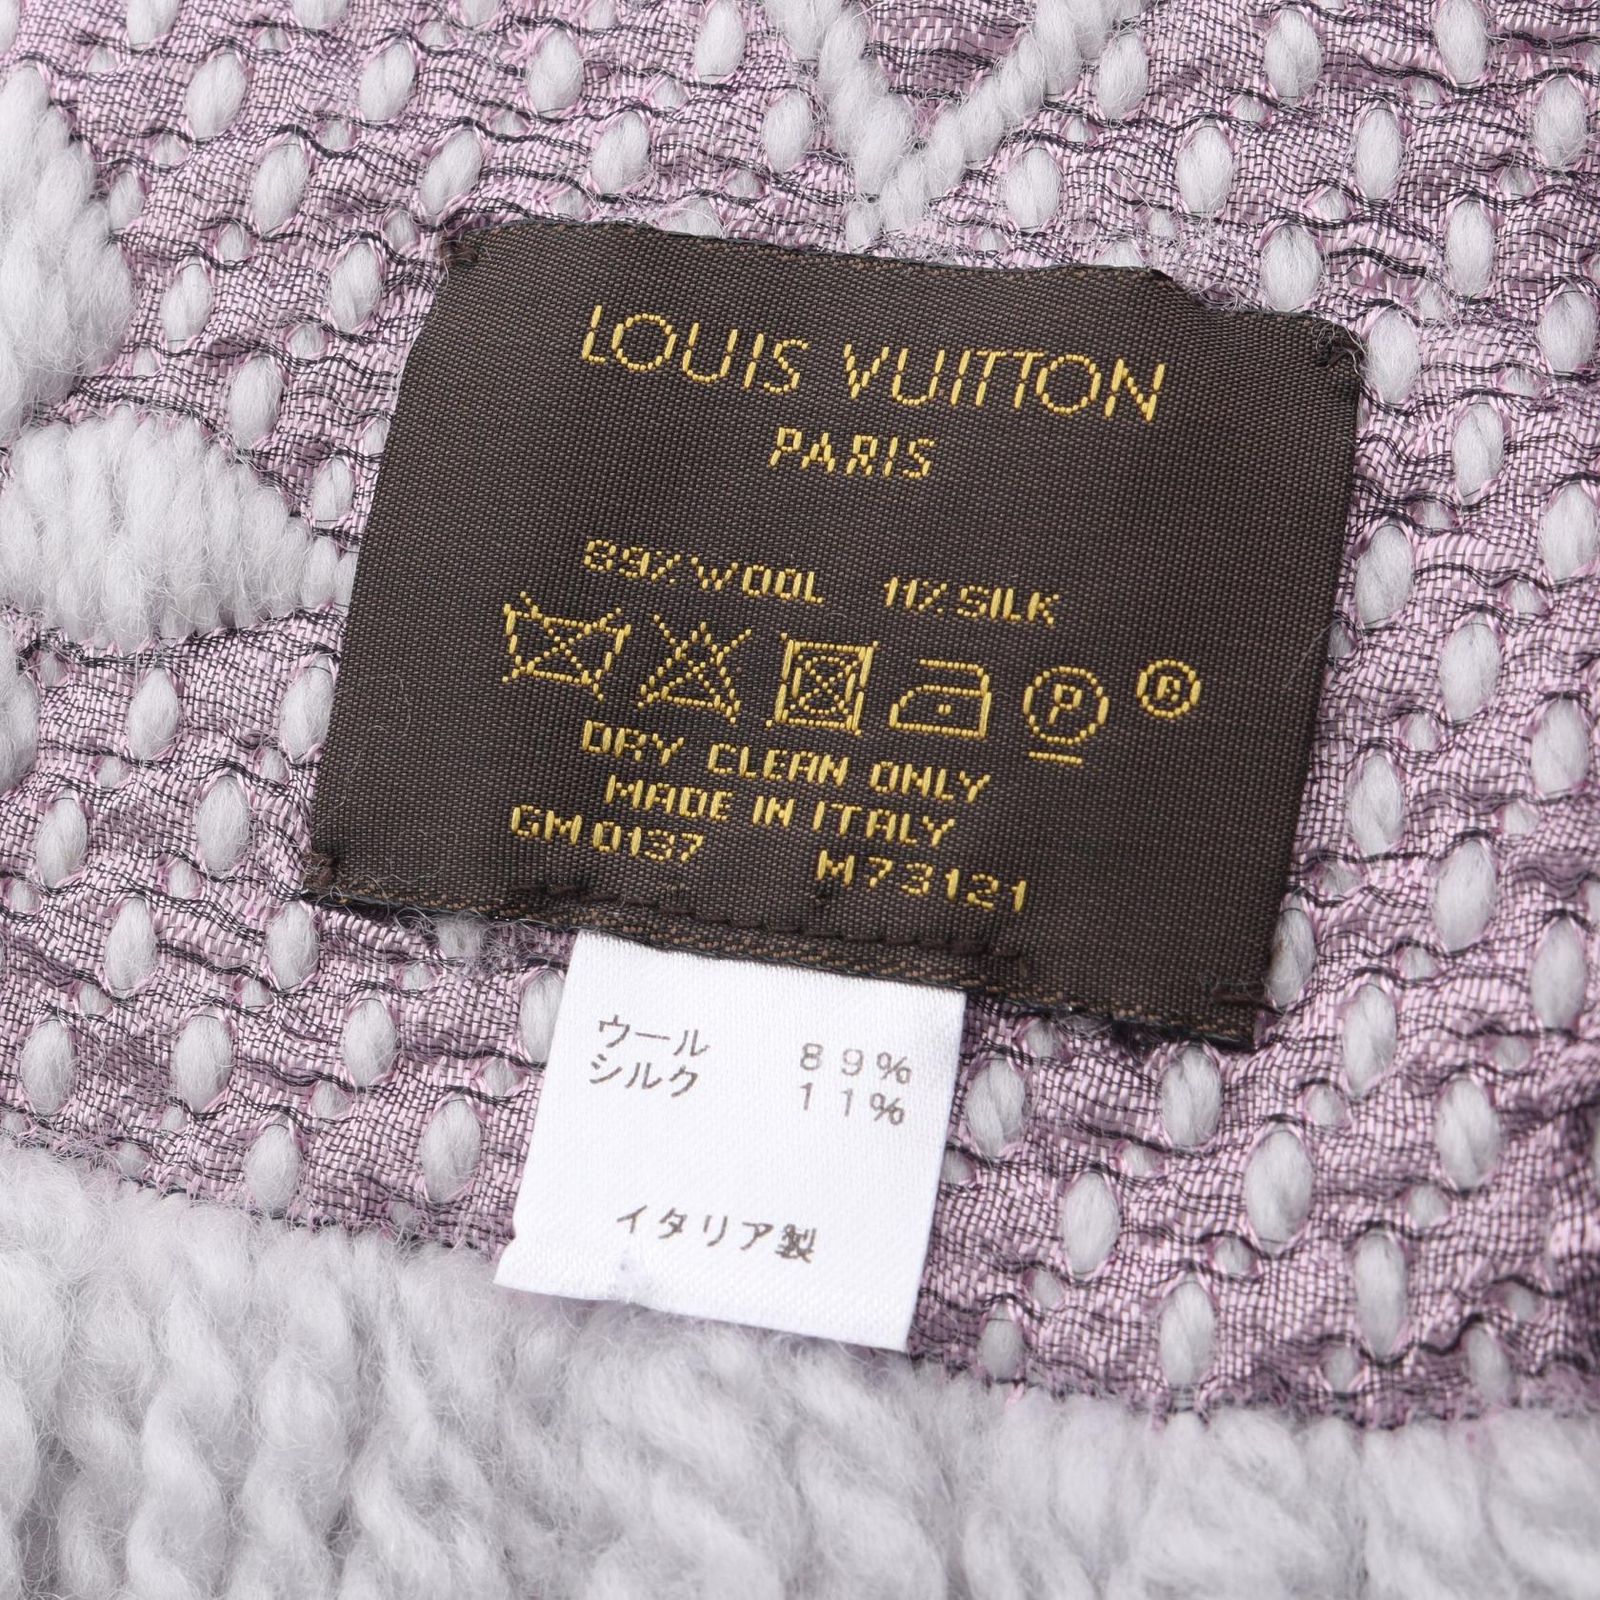 LOUIS VUITTON
PARIS
89% WOOL 11% SILK
P ®
DRY CLEAN ONLY
MADE IN ITALY
GM0137 M73121
ウール 89%
シルク 11%
イタリア製